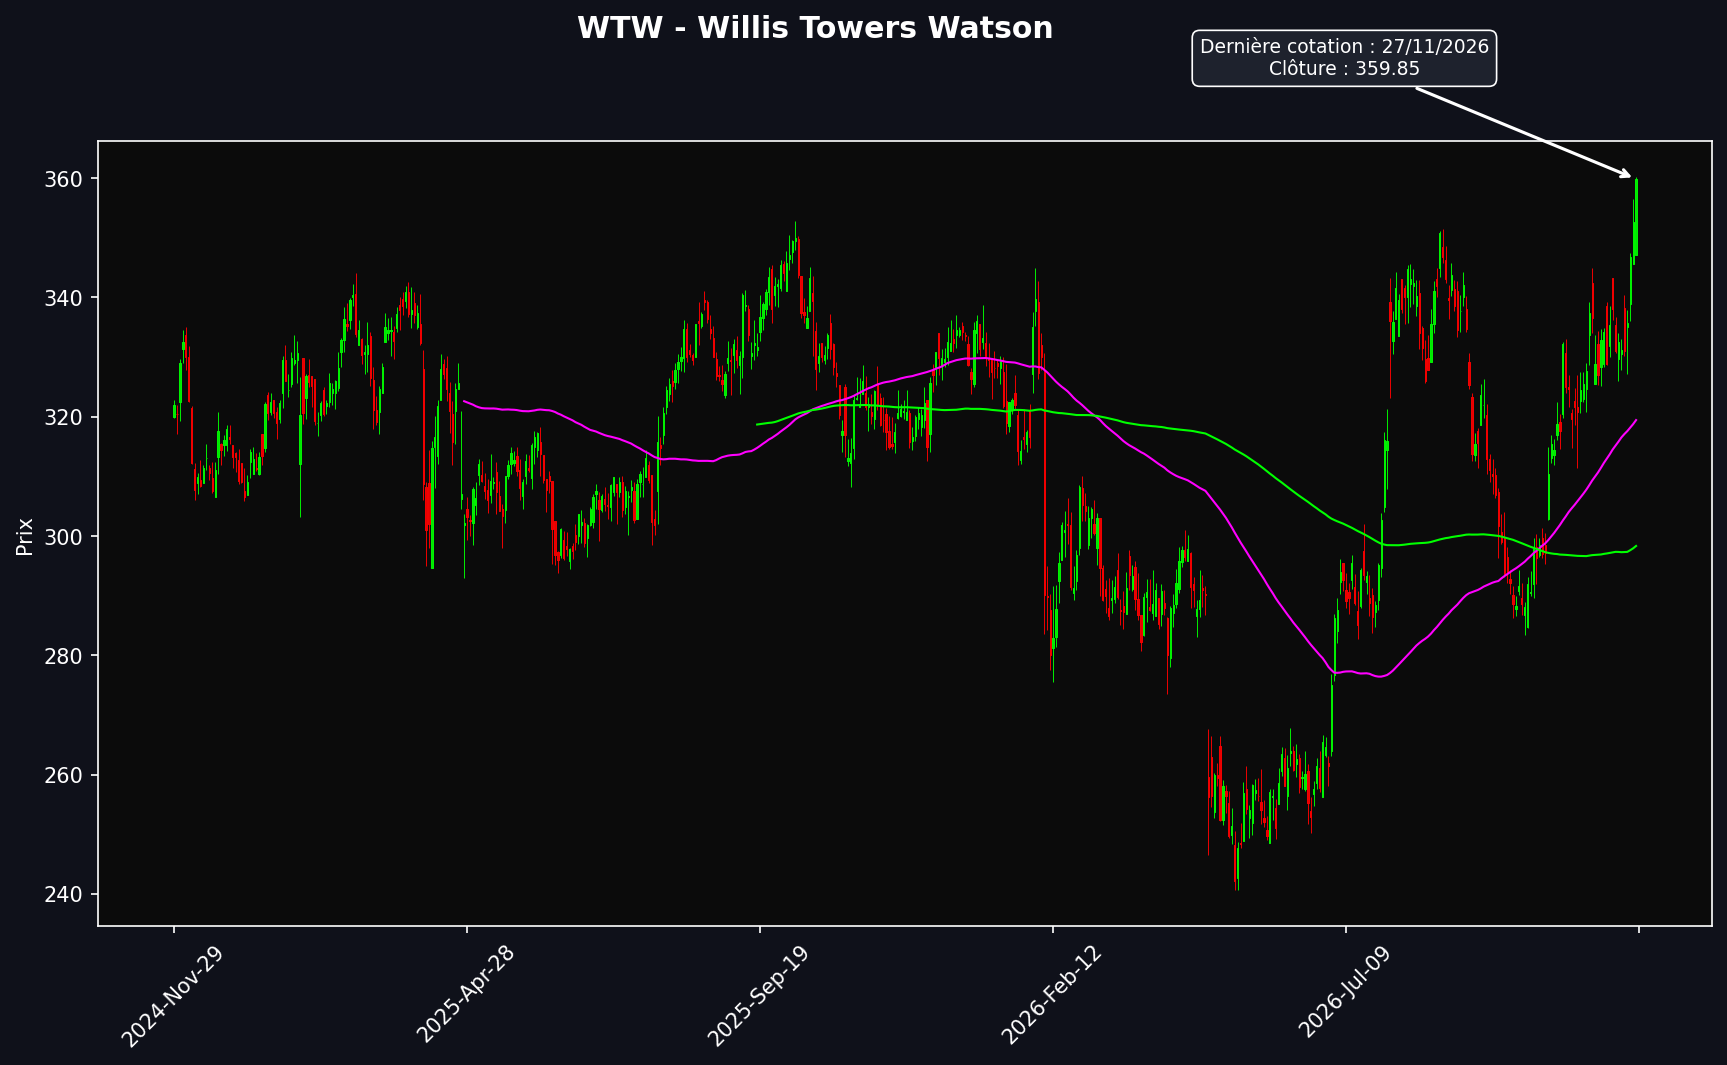 WTW - Willis Towers Watson
Dernière cotation : 27/11/2026
Clôture : 359.85
Prix
360
340
320
300
280
260
240
2024-Nov-29
2025-Apr-28
2025-Sep-19
2026-Feb-12
2026-Jul-09